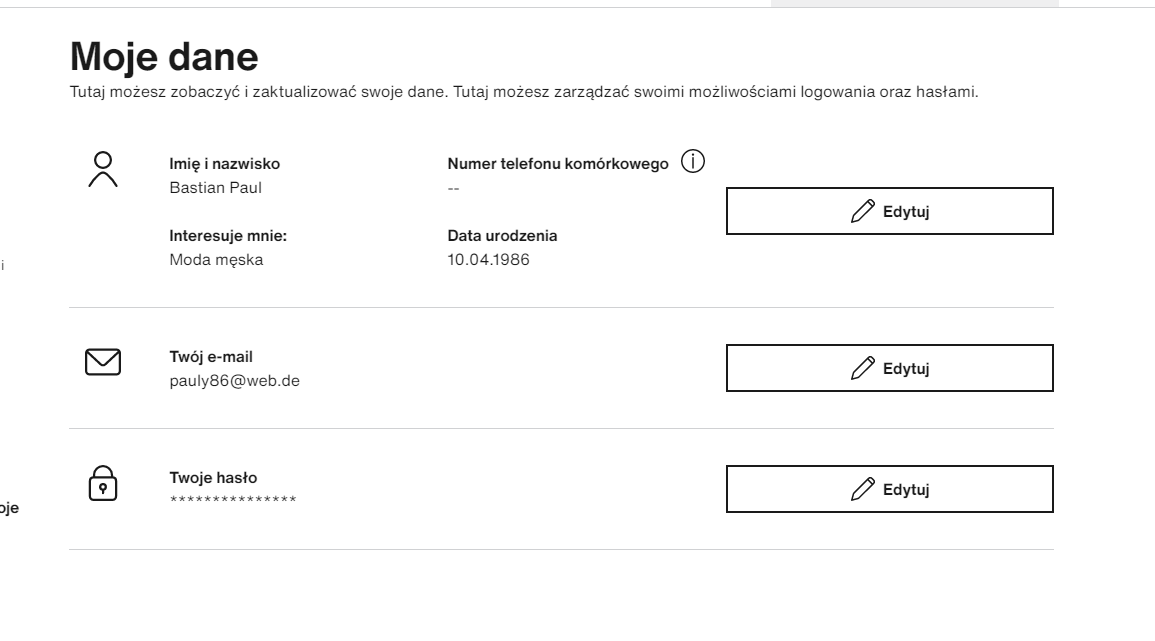 Moje dane
Tutaj możesz zobaczyć i zaktualizować swoje dane. Tutaj możesz zarządzać swoimi możliwościami logowania oraz hasłami.
Imię i nazwisko
Bastian Paul
Numer telefonu komórkowego
--
Edytuj
Interesuje mnie:
Moda męska
Data urodzenia
10.04.1986
i
Twój e-mail
pauly86@web.de
Edytuj
Twoje hasło
***************
Edytuj
oje